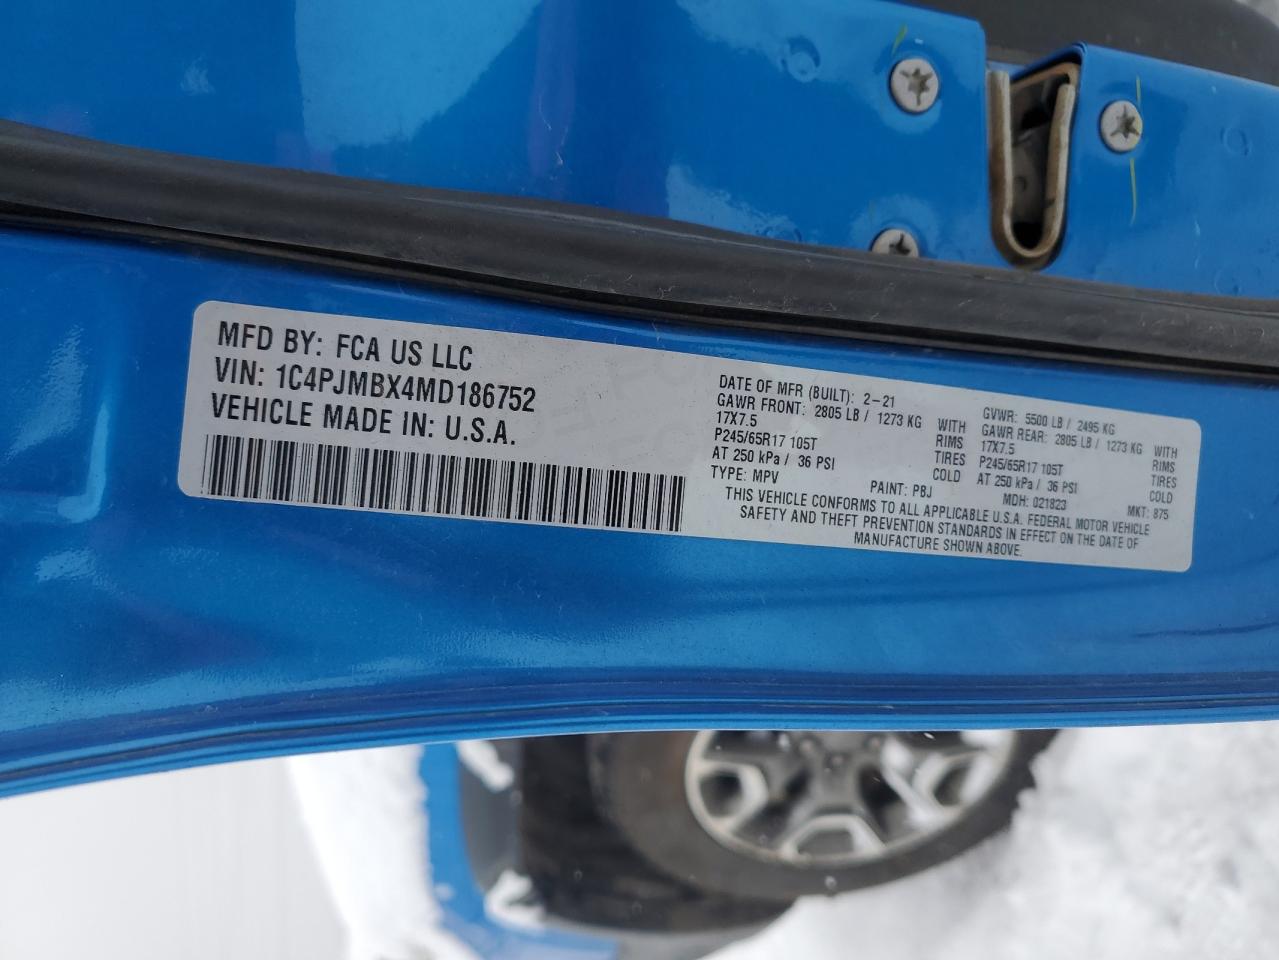 MFD BY: FCA US LLC
VIN: 1C4PJMBX4MD186752
VEHICLE MADE IN: U.S.A.
DATE OF MFR (BUILT): 2-21 GVWR: 5500 LB / 2495 KG
GAWR FRONT: 2805 LB / 1273 KG WITH GAWR REAR: 2805 LB / 1273 KG WITH
17X7.5 RIMS 17X7.5 RIMS
P245/65R17 105T TIRES P245/65R17 105T TIRES
AT 250 kPa / 36 PSI COLD AT 250 kPa / 36 PSI COLD
TYPE: MPV PAINT: PBJ MDH: 021823 MKT: 875
THIS VEHICLE CONFORMS TO ALL APPLICABLE U.S.A. FEDERAL MOTOR VEHICLE
SAFETY AND THEFT PREVENTION STANDARDS IN EFFECT ON THE DATE OF
MANUFACTURE SHOWN ABOVE.